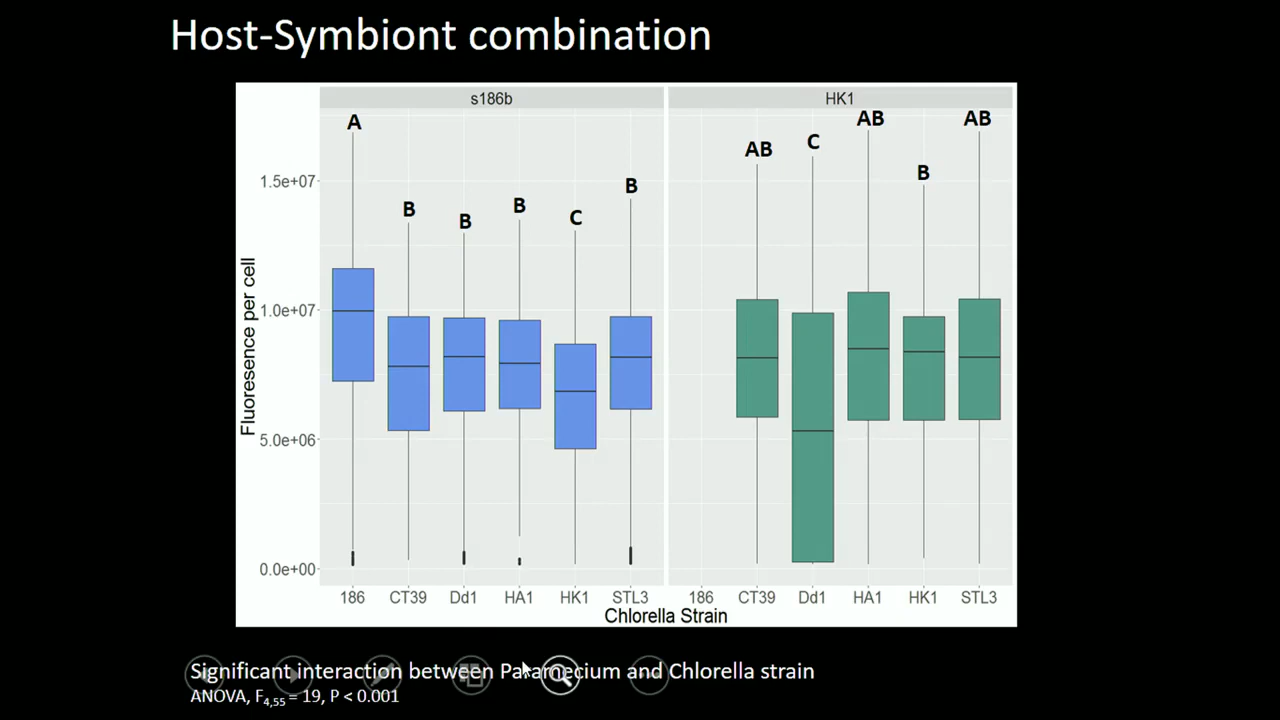 Host-Symbiont combination
s186b
HK1
A
B
B
B
C
B
AB
C
AB
B
AB
Fluoresence per cell
1.5e+07
1.0e+07
5.0e+06
0.0e+00
186 CT39 Dd1 HA1 HK1 STL3
186 CT39 Dd1 HA1 HK1 STL3
Chlorella Strain
Significant interaction between Paramecium and Chlorella strain
ANOVA, F4,55 = 19, P < 0.001